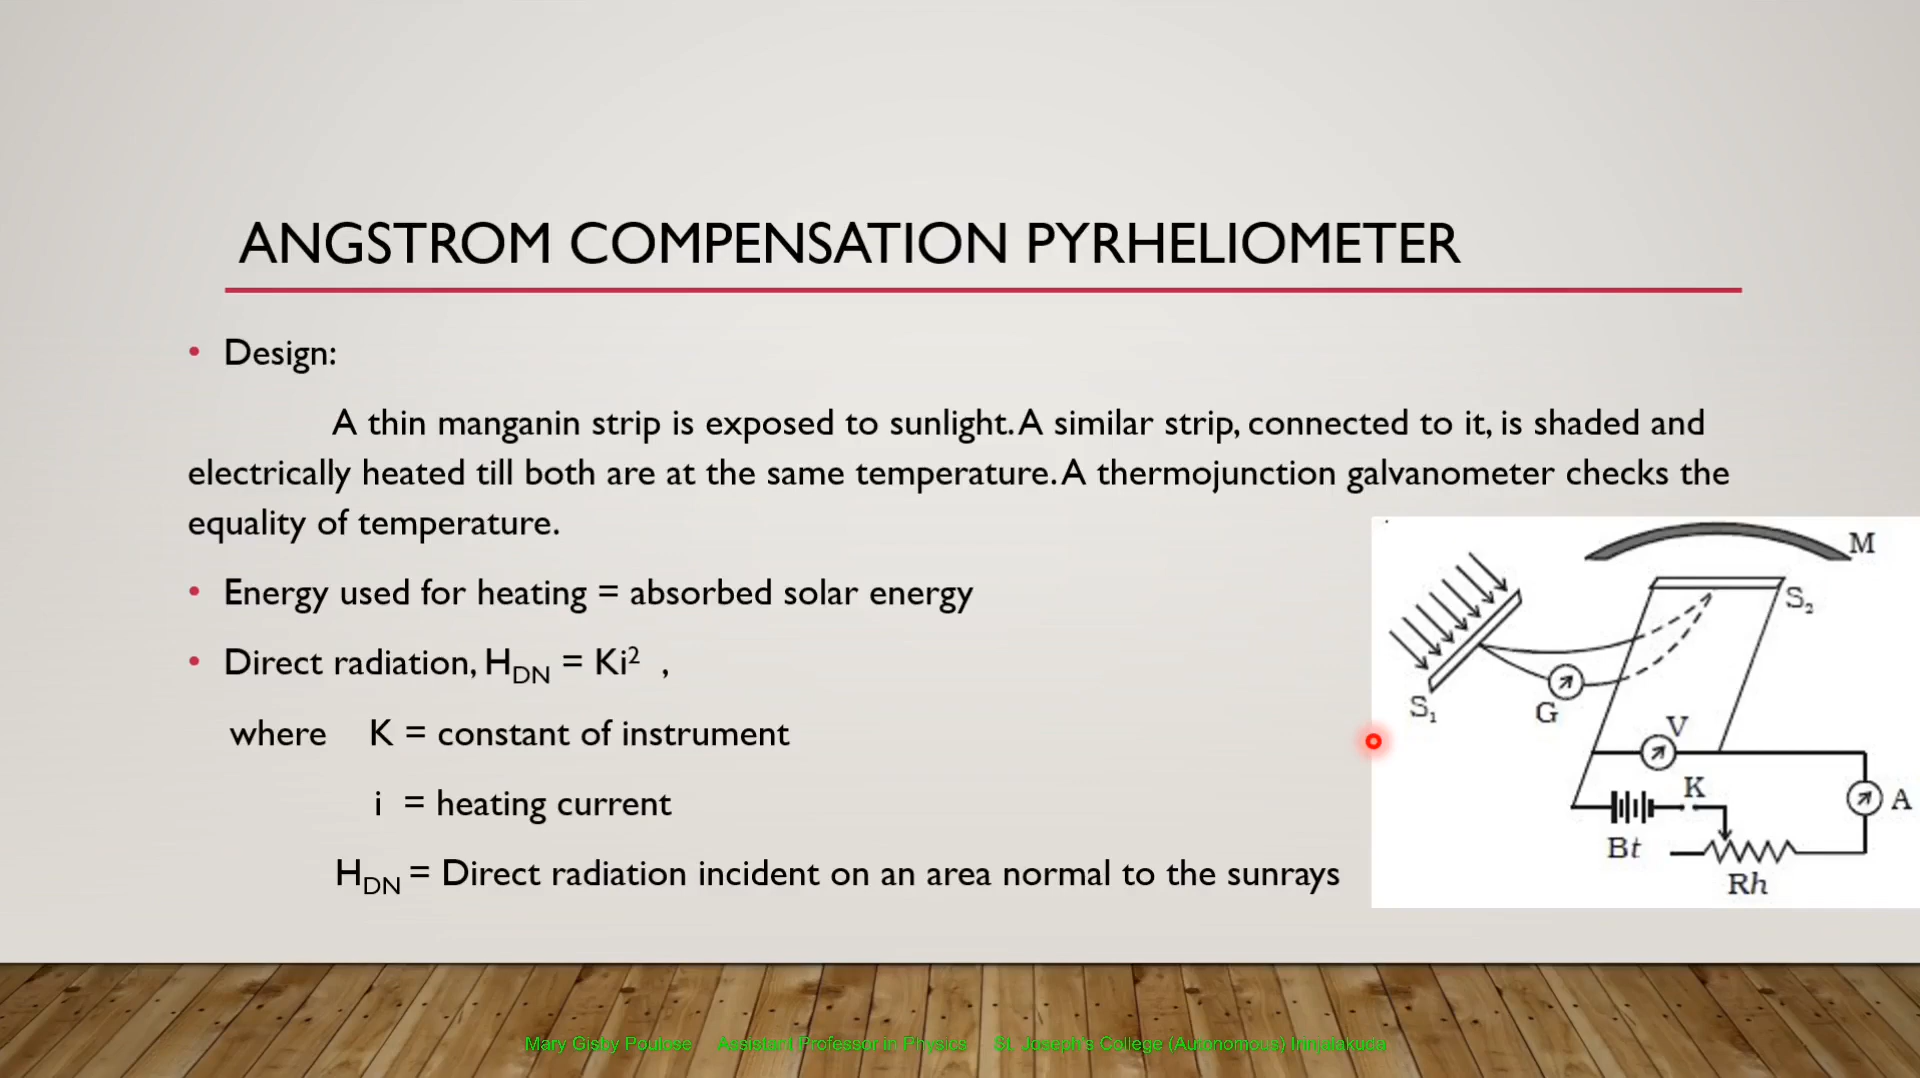 ANGSTROM COMPENSATION PYRHELIOMETER
• Design:
A thin manganin strip is exposed to sunlight. A similar strip, connected to it, is shaded and
electrically heated till both are at the same temperature. A thermojunction galvanometer checks the
equality of temperature.
• Energy used for heating = absorbed solar energy
• Direct radiation, H_DN = Ki² ,
where K = constant of instrument
i = heating current
H_DN = Direct radiation incident on an area normal to the sunrays
M
S₂
S₁
G
V
K
A
Bt
Rh
Mary Gisby Poulose Assistant Professor in Physics St. Joseph's College (Autonomous) Irinjalakuda